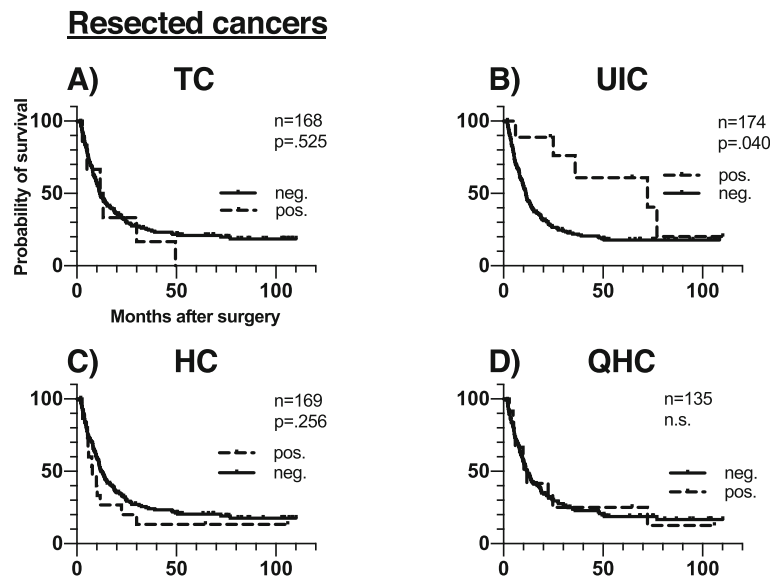 Resected cancers
A) TC
n=168
p=.525
neg.
pos.
Probability of survival
100
50
0
0 50 100
Months after surgery
B) UIC
n=174
p=.040
pos.
neg.
100
50
0
0 50 100
C) HC
n=169
p=.256
pos.
neg.
100
50
0
0 50 100
D) QHC
n=135
n.s.
neg.
pos.
100
50
0
0 50 100